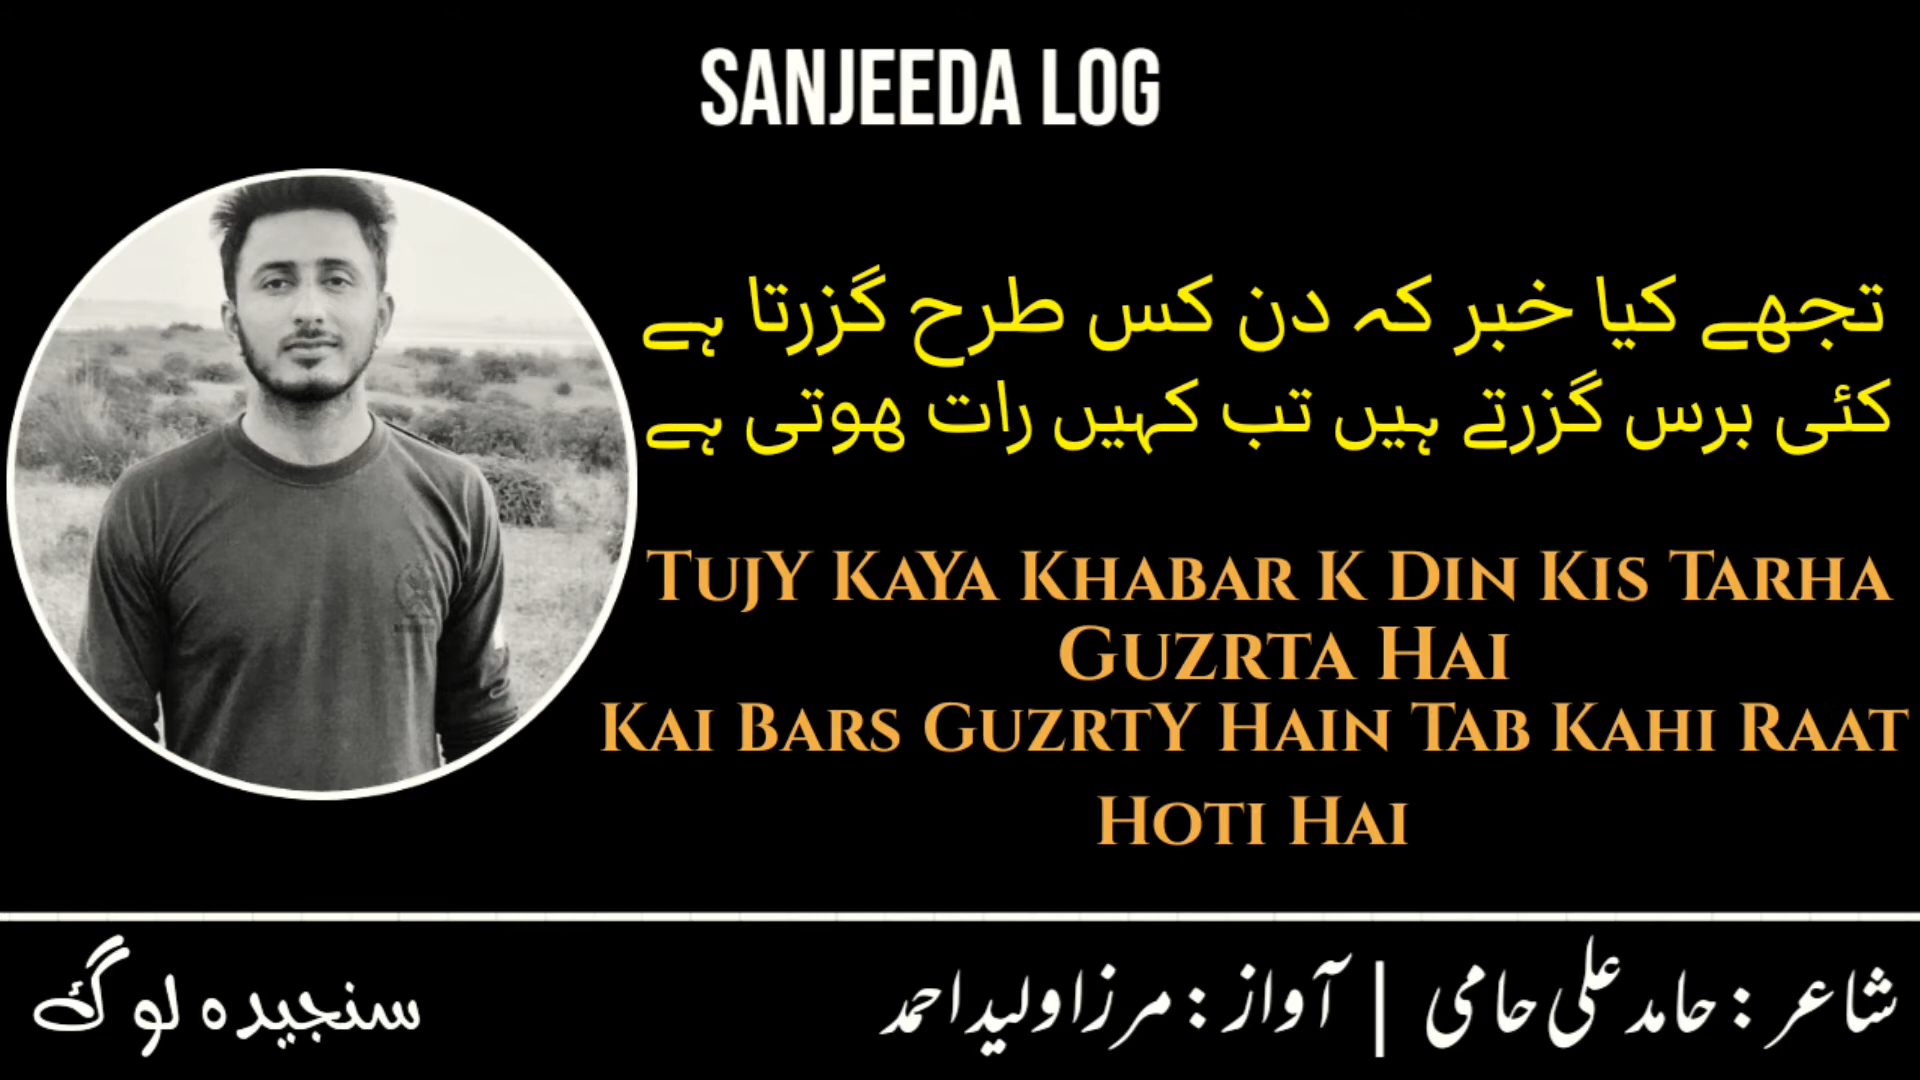 SANJEEDA LOG
تجھے کیا خبر کہ دن کس طرح گزرتا ہے
کئی برس گزرتے ہیں تب کہیں رات ھوتی ہے
TujY KaYa Khabar K Din Kis Tarha
Guzrta Hai
Kai Bars GuzrtY Hain Tab Kahi Raat
Hoti Hai
شاعر : حامد علی حامی | آواز : مرزا ولید احمد
سنجیدہ لوگ